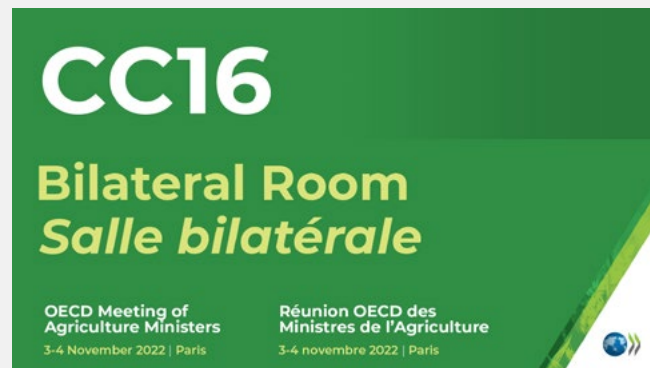 CC16
Bilateral Room
Salle bilatérale
OECD Meeting of
Agriculture Ministers
3-4 November 2022 | Paris
Réunion OECD des
Ministres de l'Agriculture
3-4 novembre 2022 | Paris